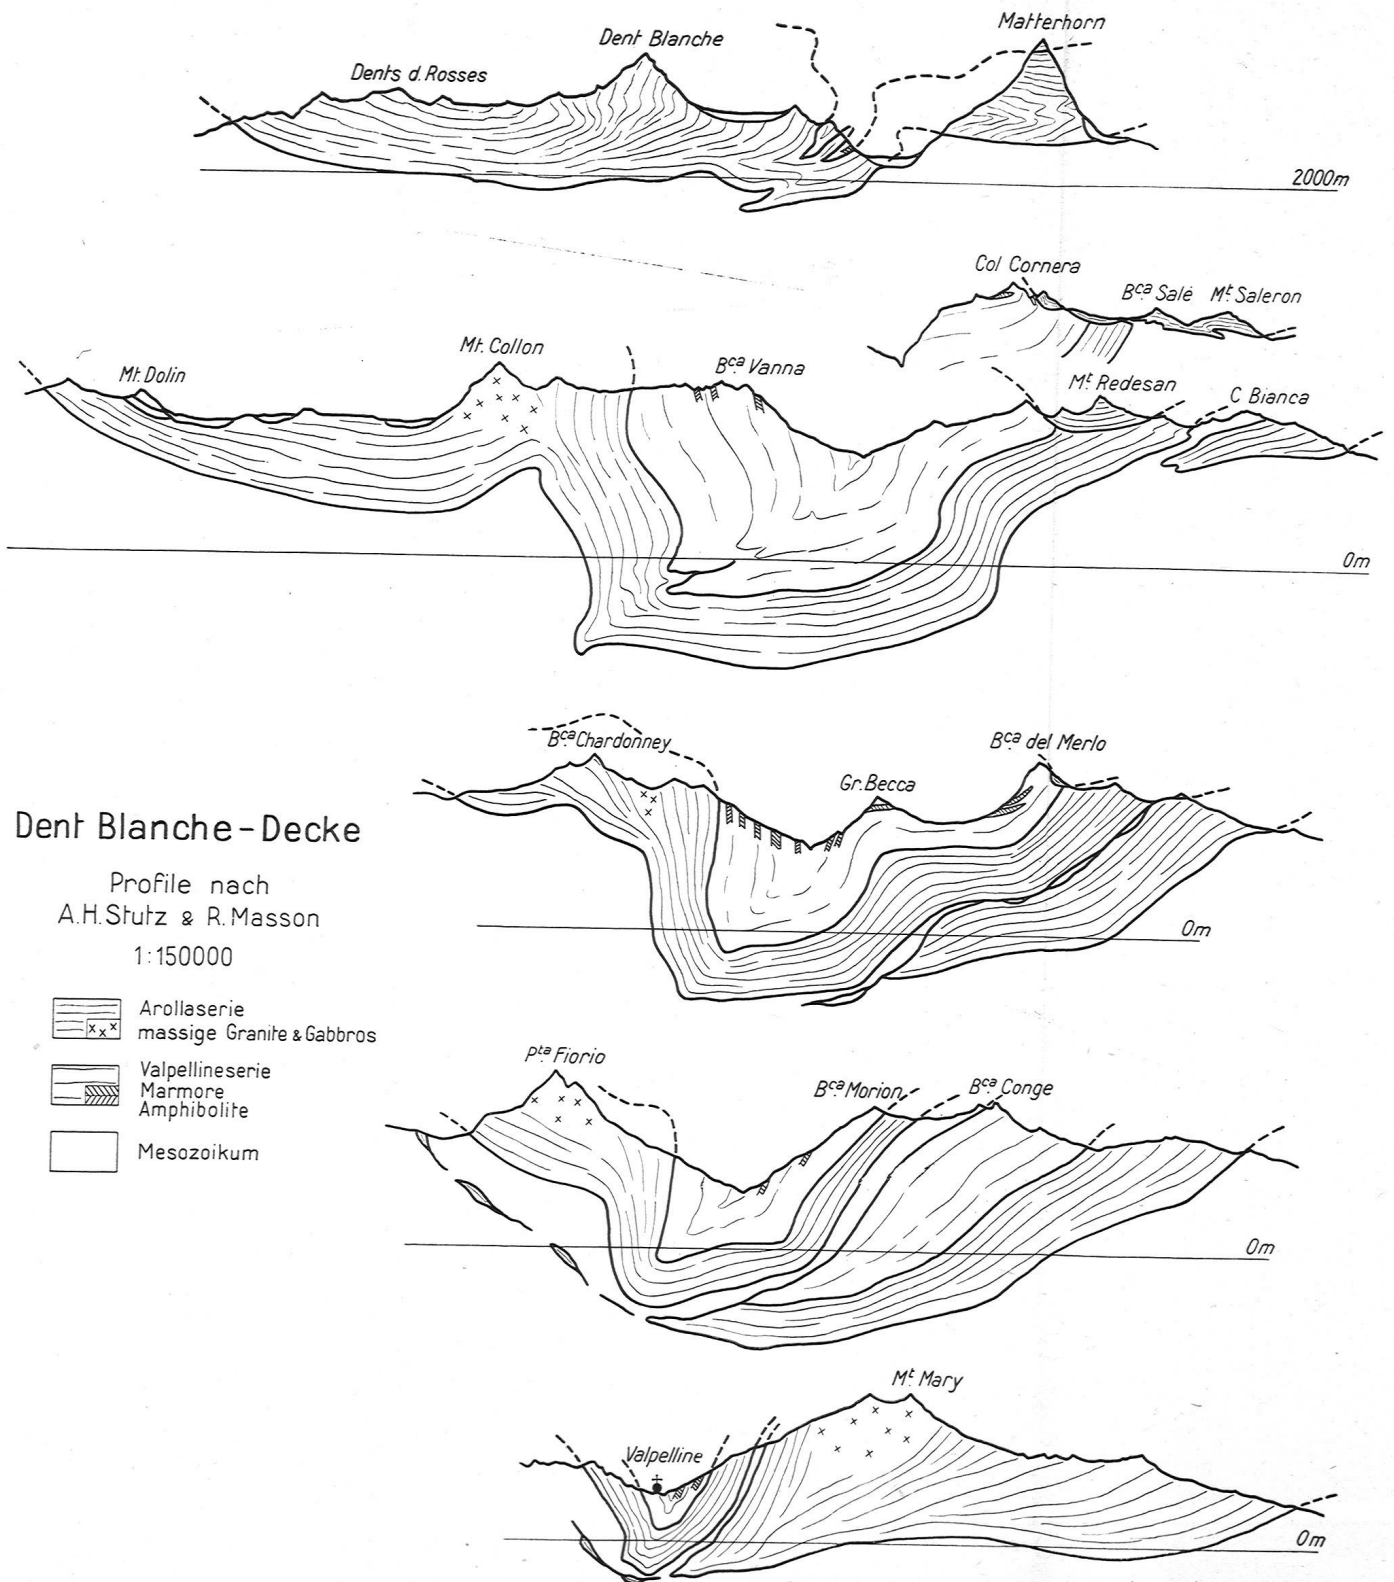 Matterhorn
Dent Blanche
Dents d. Rosses
2000m
Col Cornera
Bca Salé Mt. Saleron
Mt. Collon
Bca Vanna
Mt. Dolin
Mt. Redesan
C Bianca
0m
Bca Chardonney
Bca del Merlo
Gr. Becca
0m
Dent Blanche-Decke
Profile nach
A.H.Stutz & R.Masson
1:150000
Arollaserie
massige Granite & Gabbros
Valpellineserie
Marmore
Amphibolite
Mesozoikum
Pta Fiorio
Bca Morion
Bca Conge
0m
Mt. Mary
Valpelline
0m